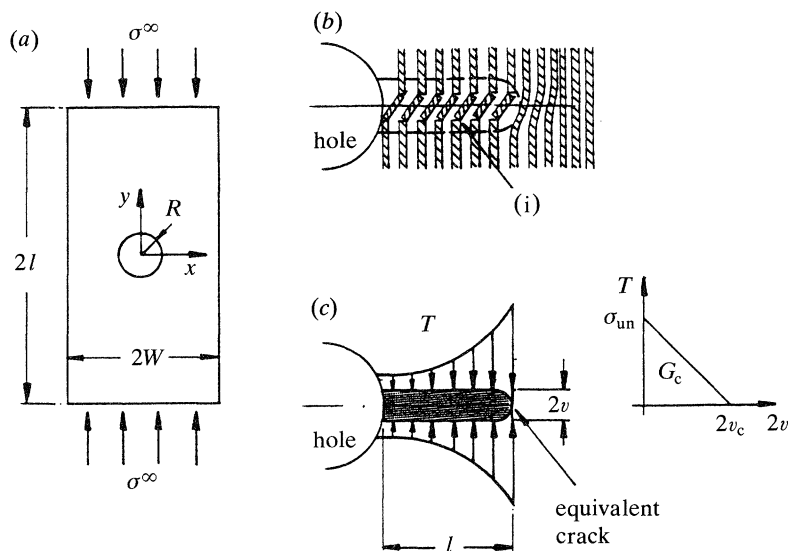 (a)
σ∞
y
R
x
2l
2W
σ∞
(b)
hole
(i)
(c)
T
hole
2v
equivalent
crack
l
T
σun
Gc
2vc
2v